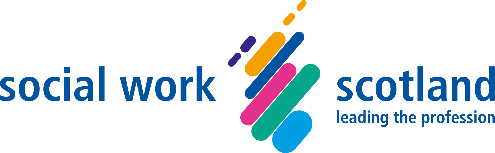 social work scotland
leading the profession